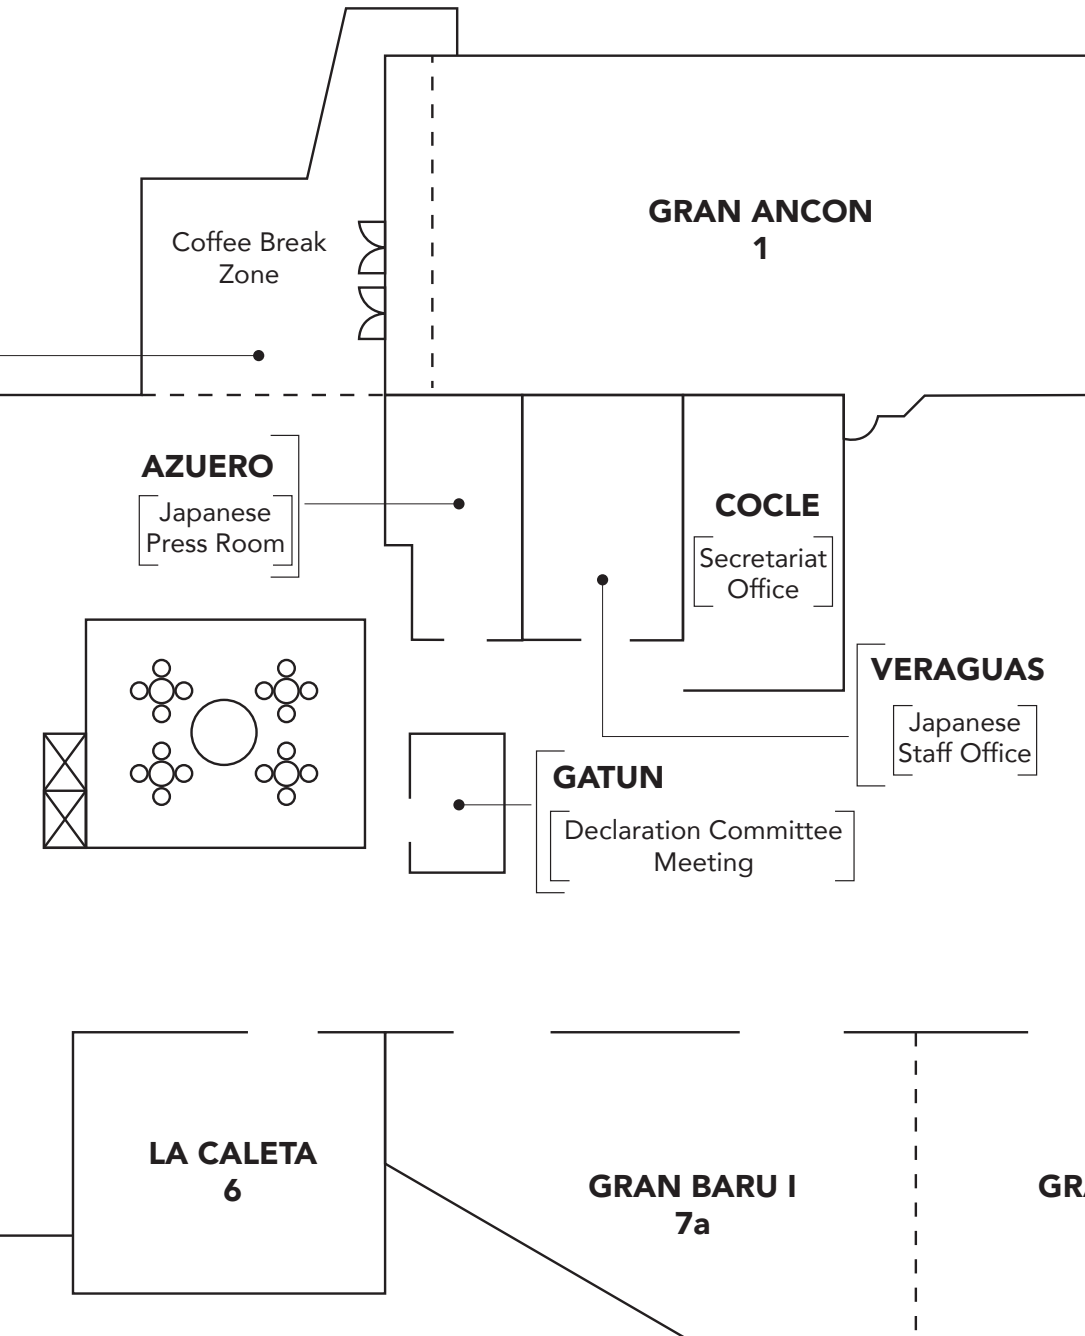 GRAN ANCON
1
Coffee Break
Zone
AZUERO
Japanese
Press Room
COCLE
Secretariat
Office
VERAGUAS
Japanese
Staff Office
GATUN
Declaration Committee
Meeting
LA CALETA
6
GRAN BARU I
7a
GR